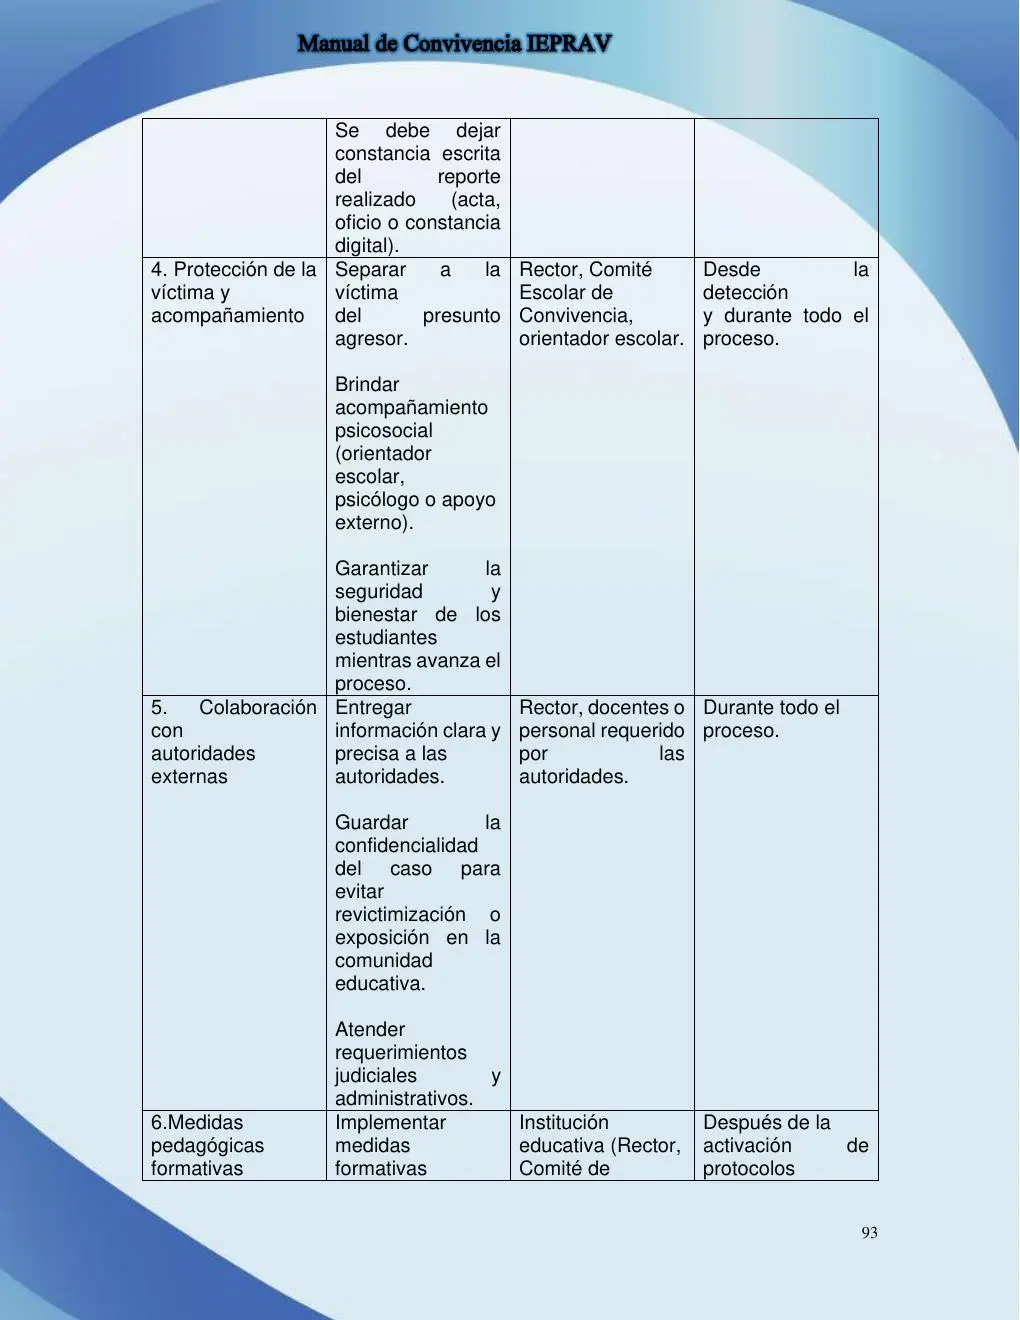 Manual de Convivencia IEPRAV
Se debe dejar
constancia escrita
del reporte
realizado (acta,
oficio o constancia
digital).
4. Protección de la
víctima y
acompañamiento
Separar a la
víctima
del presunto
agresor.
Brindar
acompañamiento
psicosocial
(orientador
escolar,
psicólogo o apoyo
externo).
Garantizar la
seguridad y
bienestar de los
estudiantes
mientras avanza el
proceso.
Rector, Comité
Escolar de
Convivencia,
orientador escolar.
Desde la
detección
y durante todo el
proceso.
5. Colaboración
con
autoridades
externas
Entregar
información clara y
precisa a las
autoridades.
Guardar la
confidencialidad
del caso para
evitar
revictimización o
exposición en la
comunidad
educativa.
Atender
requerimientos
judiciales y
administrativos.
Rector, docentes o
personal requerido
por las
autoridades.
Durante todo el
proceso.
6.Medidas
pedagógicas
formativas
Implementar
medidas
formativas
Institución
educativa (Rector,
Comité de
Después de la
activación de
protocolos
93